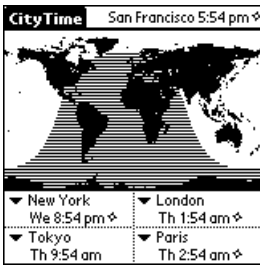 CityTime San Francisco 5:54 pm
New York London
We 8:54 pm Th 1:54 am
Tokyo Paris
Th 9:54 am Th 2:54 am